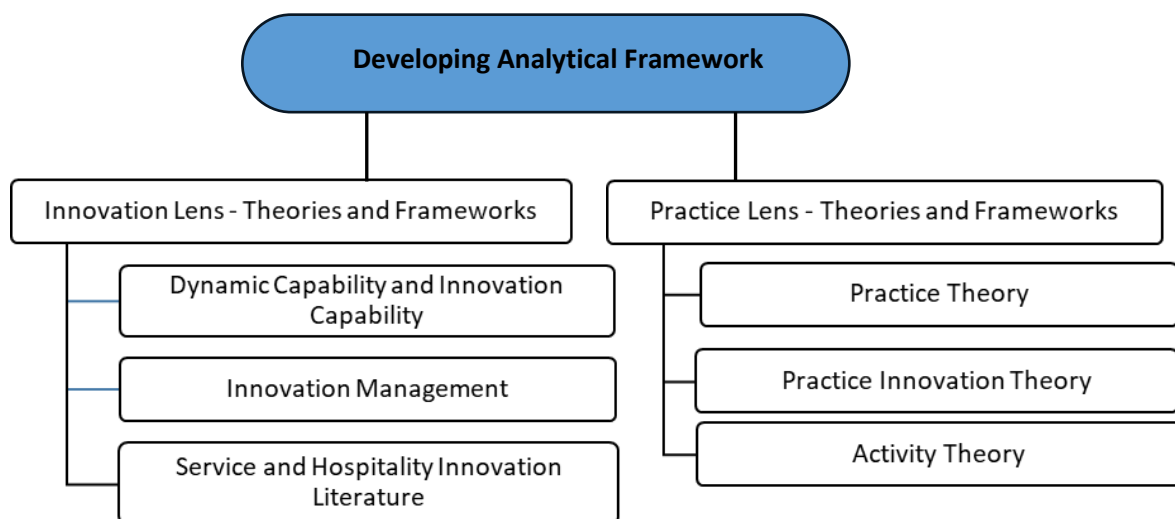 Developing Analytical Framework
Innovation Lens - Theories and Frameworks
Dynamic Capability and Innovation
Capability
Innovation Management
Service and Hospitality Innovation
Literature
Practice Lens - Theories and Frameworks
Practice Theory
Practice Innovation Theory
Activity Theory